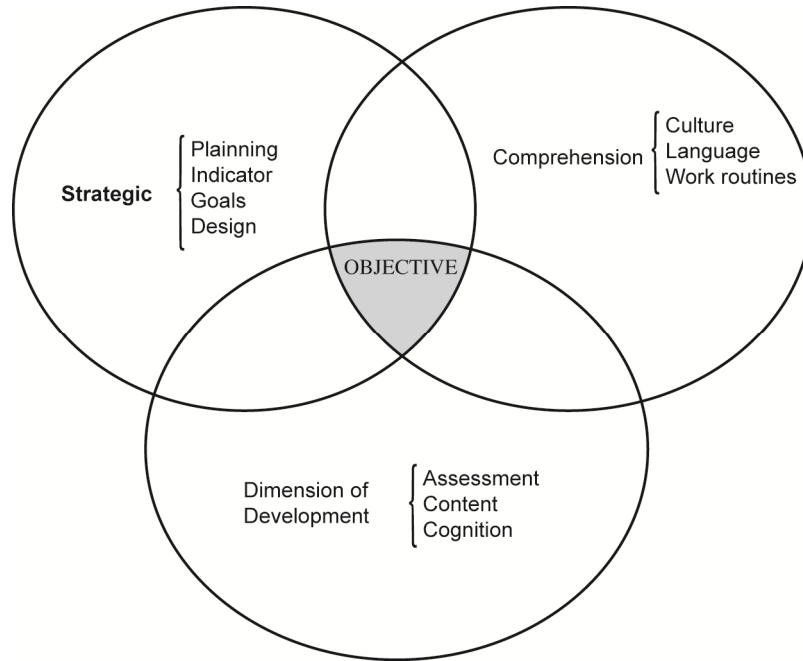 Strategic
Plainning
Indicator
Goals
Design
Comprehension
Culture
Language
Work routines
OBJECTIVE
Dimension of
Development
Assessment
Content
Cognition